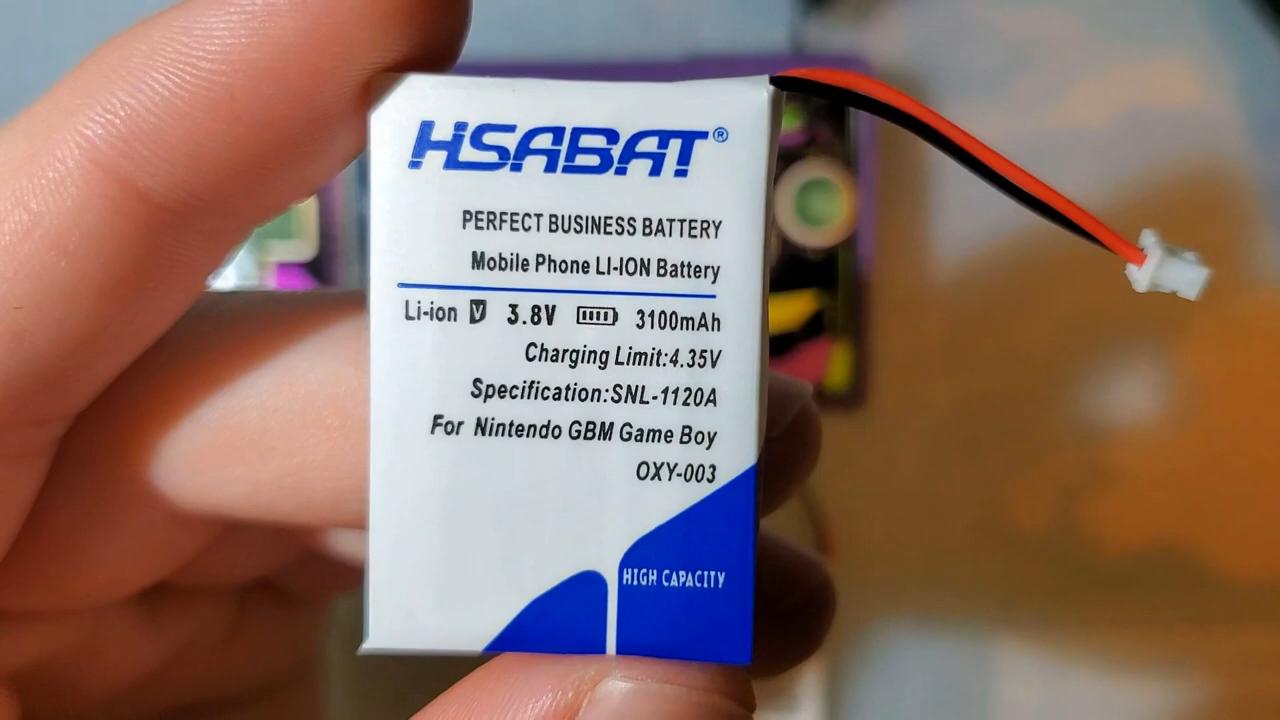 HSABAT®
PERFECT BUSINESS BATTERY
Mobile Phone LI-ION Battery
Li-ion V 3.8V 3100mAh
Charging Limit:4.35V
Specification:SNL-1120A
For Nintendo GBM Game Boy
OXY-003
HIGH CAPACITY